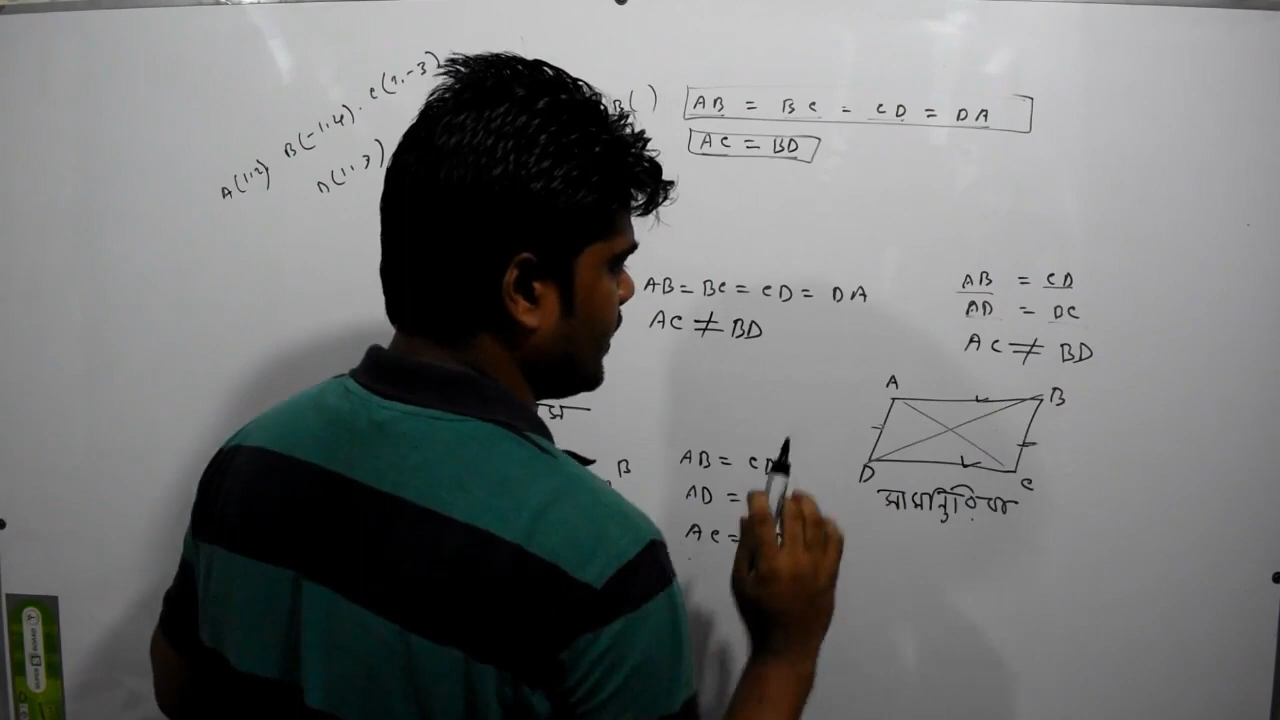 A(1,2) B(-1,4), C(1,-3)
D(1,3)
B( )
AB = BC = CD = DA
AC = BD
AB = BC = CD = DA
AC ≠ BD
AB = CD
AD = DC
AC ≠ BD
A
B
D
C
সামান্তরিক
B
AB =
AD =
AC =